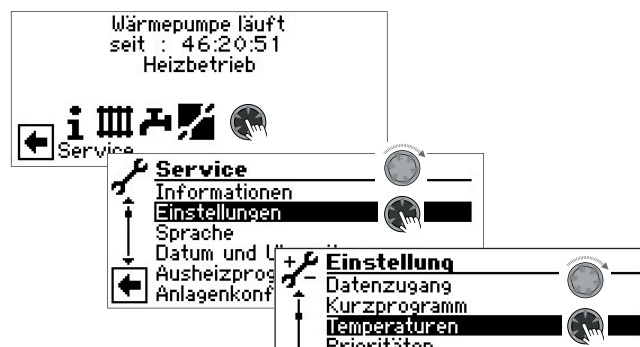 Wärmepumpe läuft
seit : 46:20:51
Heizbetrieb
Service
Service
Informationen
Einstellungen
Sprache
Datum und
Ausheizprog
Anlagenkonf
Einstellung
Datenzugang
Kurzprogramm
Temperaturen
Prioritäten